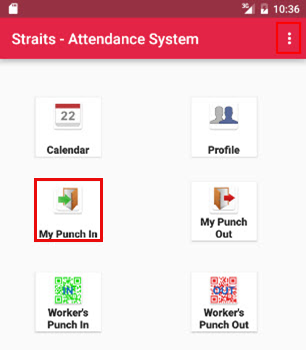 3G 10:36
Straits - Attendance System
22
Calendar
Profile
My Punch In
My Punch
Out
IN
OUT
Worker's
Punch In
Worker's
Punch Out